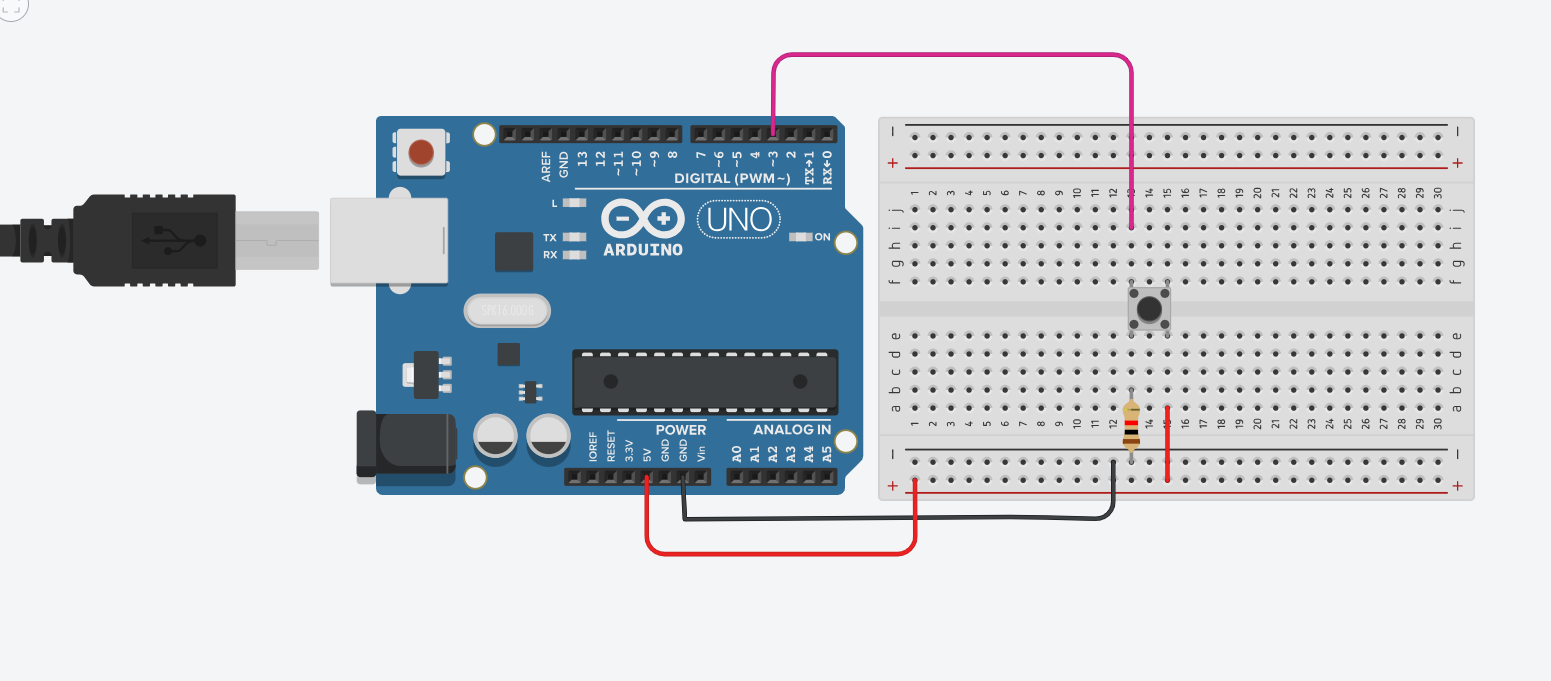 AREF
GND
13
12
~11
~10
~9
8
7
~6
~5
4
~3
2
TX→1
RX←0
DIGITAL (PWM~)
L
TX
RX
UNO
ARDUINO
ON
IOREF
RESET
3.3V
5V
GND
GND
Vin
POWER
ANALOG IN
A0
A1
A2
A3
A4
A5
− −
+ +
1 2 3 4 5 6 7 8 9 10 11 12 13 14 15 16 17 18 19 20 21 22 23 24 25 26 27 28 29 30
j j
i i
h h
g g
f f
e e
d d
c c
b b
a a
1 2 3 4 5 6 7 8 9 10 11 12 13 14 15 16 17 18 19 20 21 22 23 24 25 26 27 28 29 30
− −
+ +